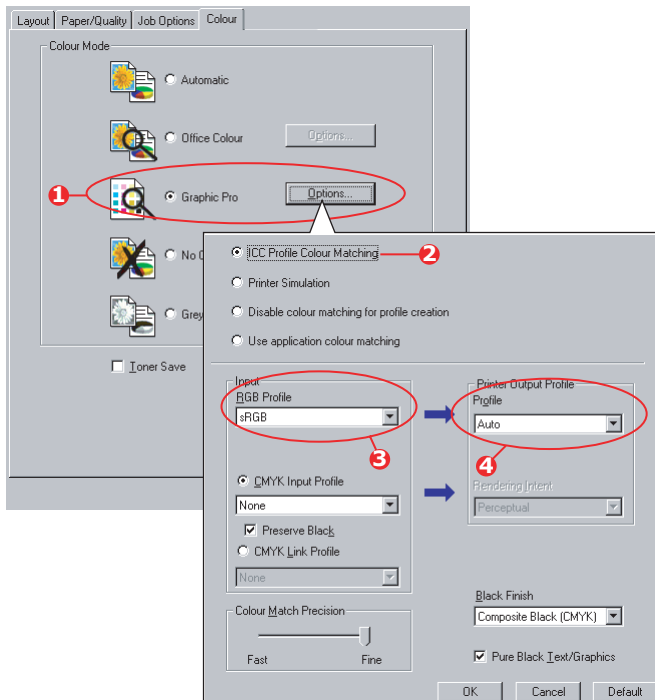 Layout Paper/Quality Job Options Colour
Colour Mode
Automatic
Office Colour Options...
1 Graphic Pro Options...
No C
Grey
Toner Save
ICC Profile Colour Matching 2
Printer Simulation
Disable colour matching for profile creation
Use application colour matching
Input
RGB Profile
sRGB
3
CMYK Input Profile
None
Preserve Black
CMYK Link Profile
None
Colour Match Precision
Fast Fine
Printer Output Profile
Profile
Auto
4
Rendering Intent
Perceptual
Black Finish
Composite Black (CMYK)
Pure Black Text/Graphics
OK Cancel Default